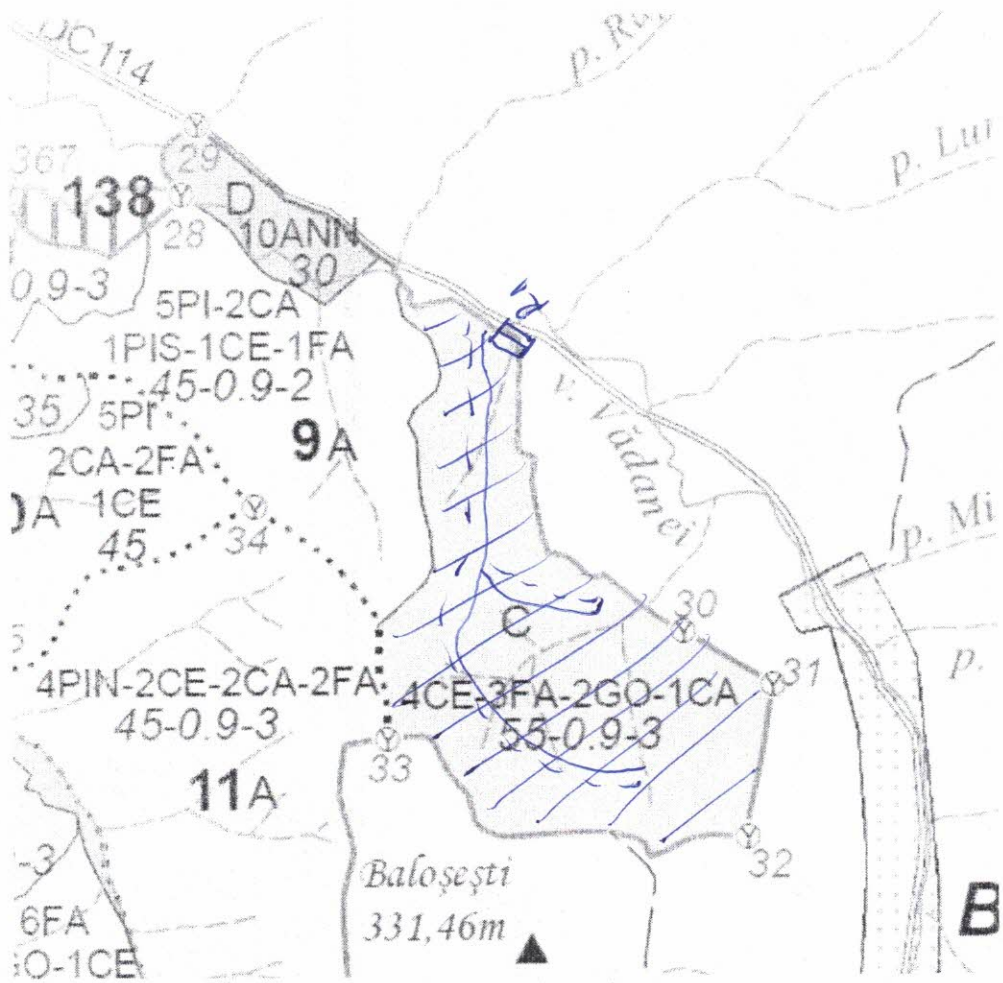 DC114
29
367
138
28
D
10ANN
30
0.9-3
5PI-2CA
1PIS-1CE-1FA
45-0.9-2
35
5PI
2CA-2FA
1CE
45
9A
34
R1
v. Vădanei
p. Mi
p.
30
31
C
4PIN-2CE-2CA-2FA
45-0.9-3
4CE-3FA-2GO-1CA
55-0.9-3
33
11A
32
Baloșești
331,46m
-3
6FA
GO-1CE
B